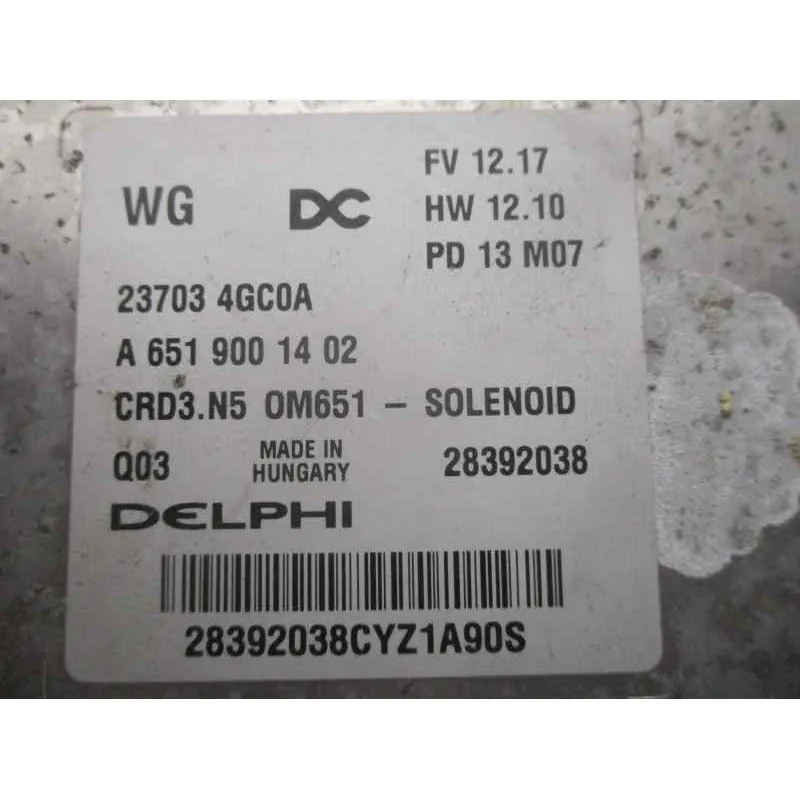 WG DC FV 12.17
HW 12.10
PD 13 M07
23703 4GC0A
A 651 900 14 02
CRD3.N5 OM651 - SOLENOID
Q03 MADE IN HUNGARY 28392038
DELPHI
28392038CYZ1A90S